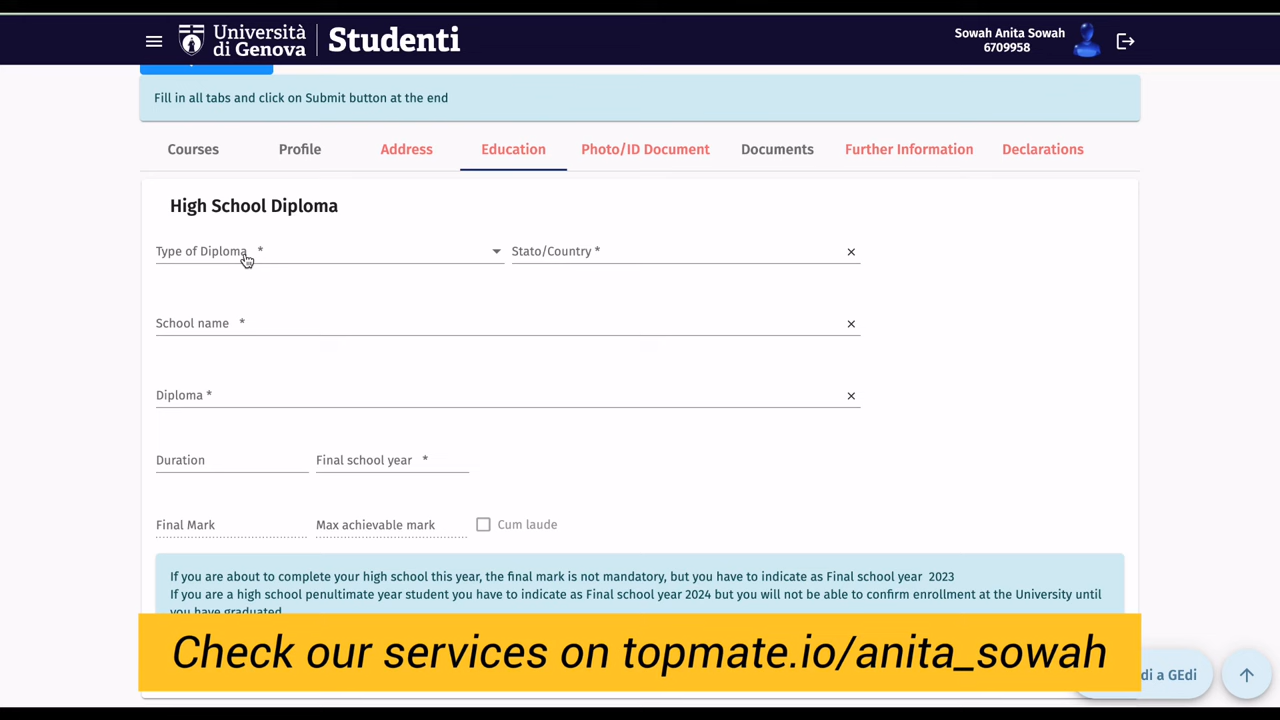 Università
di Genova
Studenti
Sowah Anita Sowah
6709958
Fill in all tabs and click on Submit button at the end
Courses
Profile
Address
Education
Photo/ID Document
Documents
Further Information
Declarations
High School Diploma
Type of Diploma *
Stato/Country *
School name *
Diploma *
Duration
Final school year *
Final Mark
Max achievable mark
Cum laude
If you are about to complete your high school this year, the final mark is not mandatory, but you have to indicate as Final school year 2023
If you are a high school penultimate year student you have to indicate as Final school year 2024 but you will not be able to confirm enrollment at the University until
you have graduated
Check our services on topmate.io/anita_sowah
a GEdi